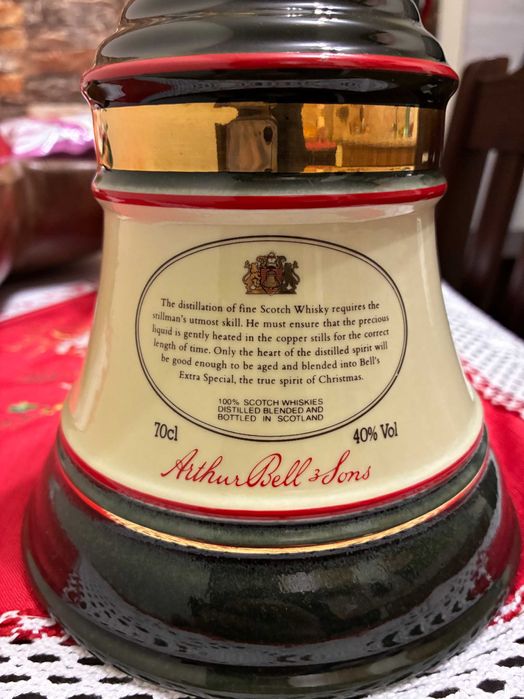 The distillation of fine Scotch Whisky requires the
stillman's utmost skill. He must ensure that the precious
liquid is gently heated in the copper stills for the correct
length of time. Only the heart of the distilled spirit will
be good enough to be aged and blended into Bell's
Extra Special, the true spirit of Christmas.
100% SCOTCH WHISKIES
DISTILLED BLENDED AND
BOTTLED IN SCOTLAND
70cl 40% Vol
Arthur Bell & Sons